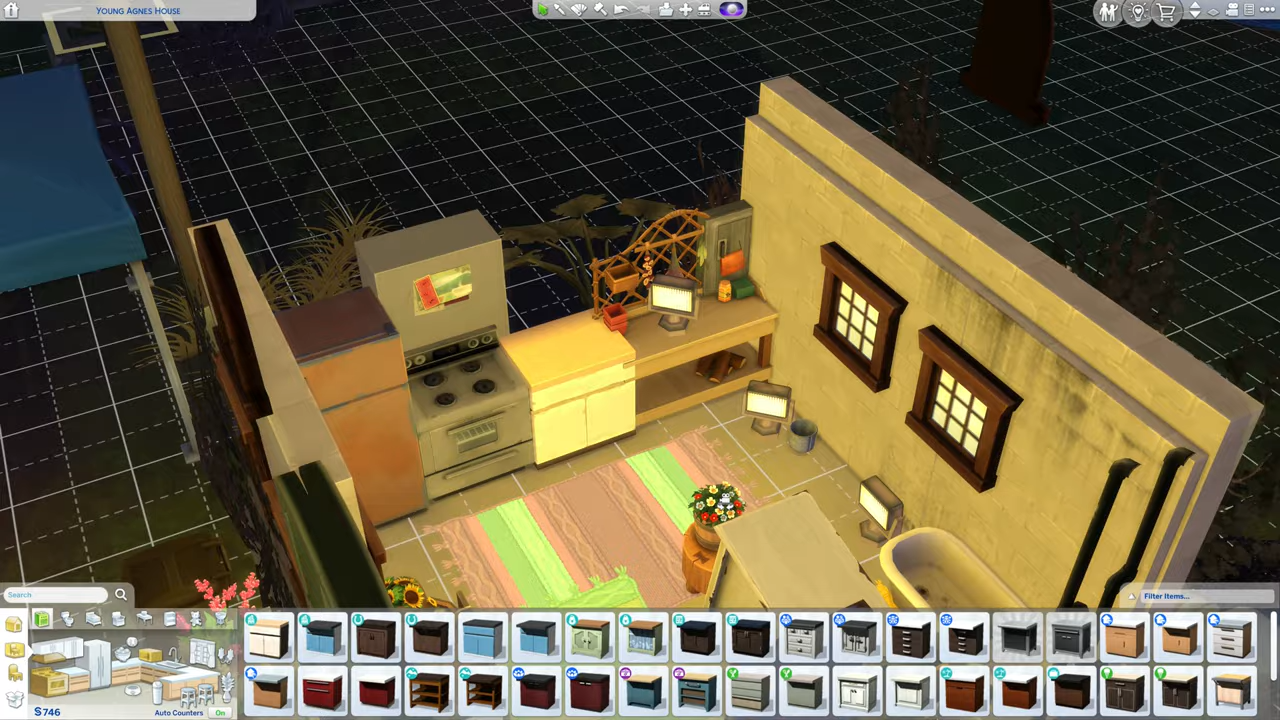 YOUNG AGNES HOUSE
Search
Filter Items...
§746
Auto Counters
On